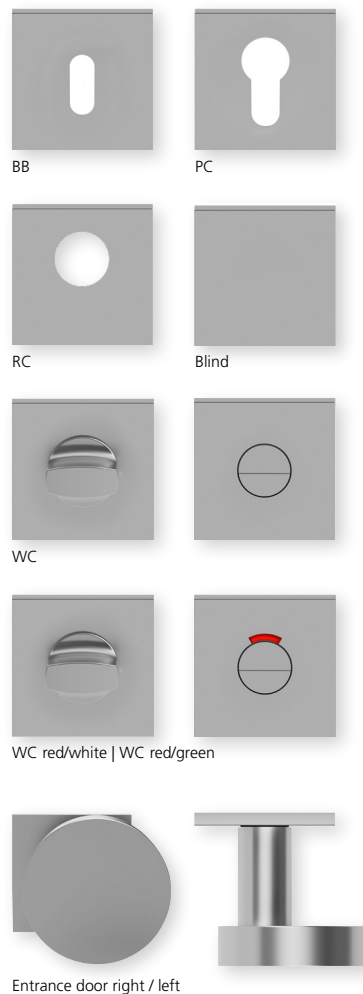 BB
PC
RC
Blind
WC
WC red/white | WC red/green
Entrance door right / left